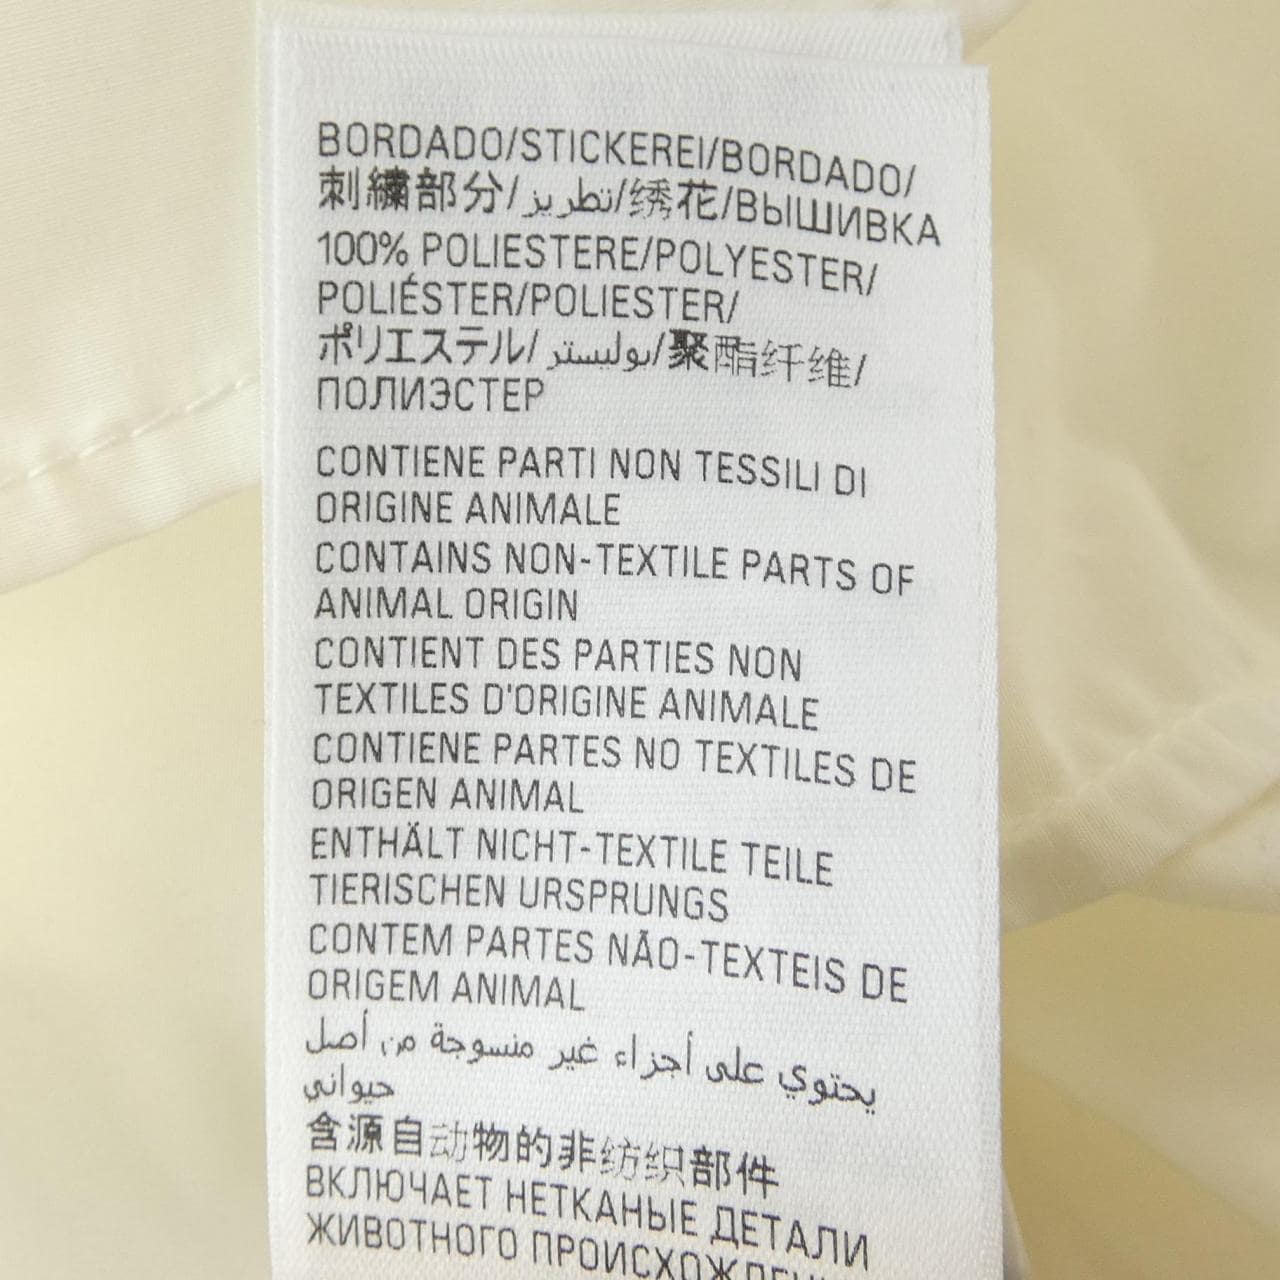 BORDADO/STICKEREI/BORDADO/
刺繍部分/تطريز/绣花/ВЫШИВКА
100% POLIESTERE/POLYESTER/
POLIÉSTER/POLIESTER/
ポリエステル/بوليستر/聚酯纤维/
ПОЛИЭСТЕР
CONTIENE PARTI NON TESSILI DI
ORIGINE ANIMALE
CONTAINS NON-TEXTILE PARTS OF
ANIMAL ORIGIN
CONTIENT DES PARTIES NON
TEXTILES D'ORIGINE ANIMALE
CONTIENE PARTES NO TEXTILES DE
ORIGEN ANIMAL
ENTHÄLT NICHT-TEXTILE TEILE
TIERISCHEN URSPRUNGS
CONTEM PARTES NÃO-TEXTEIS DE
ORIGEM ANIMAL
يحتوي على أجزاء غير منسوجة من أصل
حيواني
含源自动物的非纺织部件
ВКЛЮЧАЕТ НЕТКАНЫЕ ДЕТАЛИ
ЖИВОТНОГО